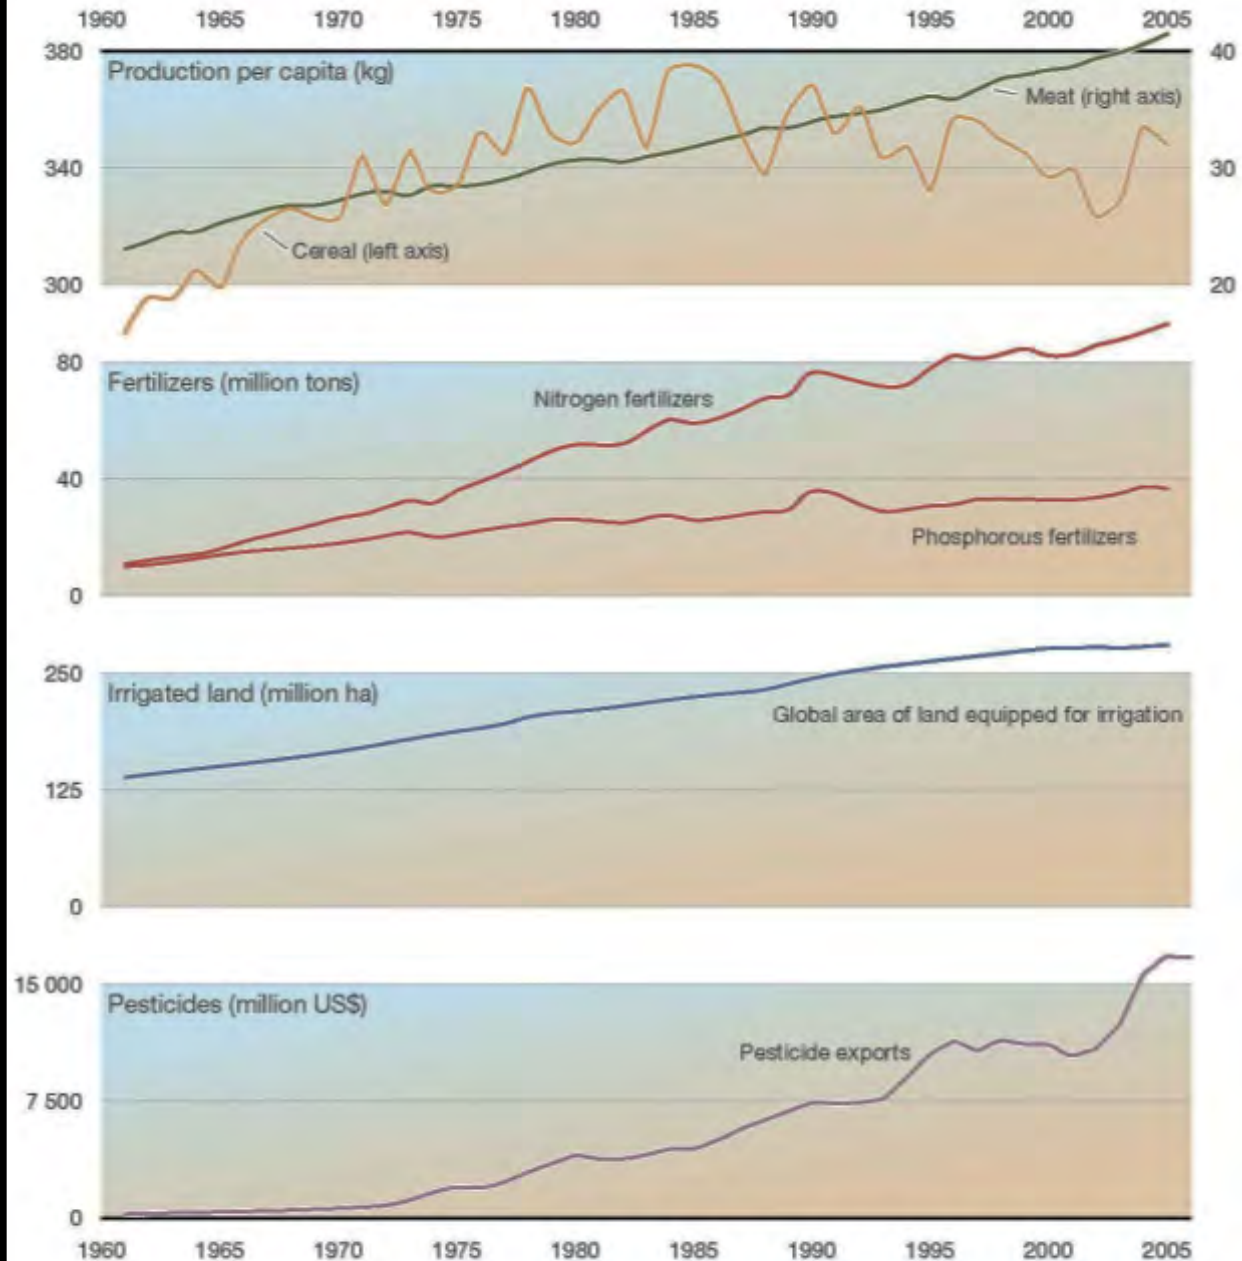 1960 1965 1970 1975 1980 1985 1990 1995 2000 2005
380 40
Production per capita (kg)
Meat (right axis)
340 30
Cereal (left axis)
300 20
80
Fertilizers (million tons)
Nitrogen fertilizers
40
Phosphorous fertilizers
0
250
Irrigated land (million ha)
Global area of land equipped for irrigation
125
0
15 000
Pesticides (million US$)
Pesticide exports
7 500
0
1960 1965 1970 1975 1980 1985 1990 1995 2000 2005